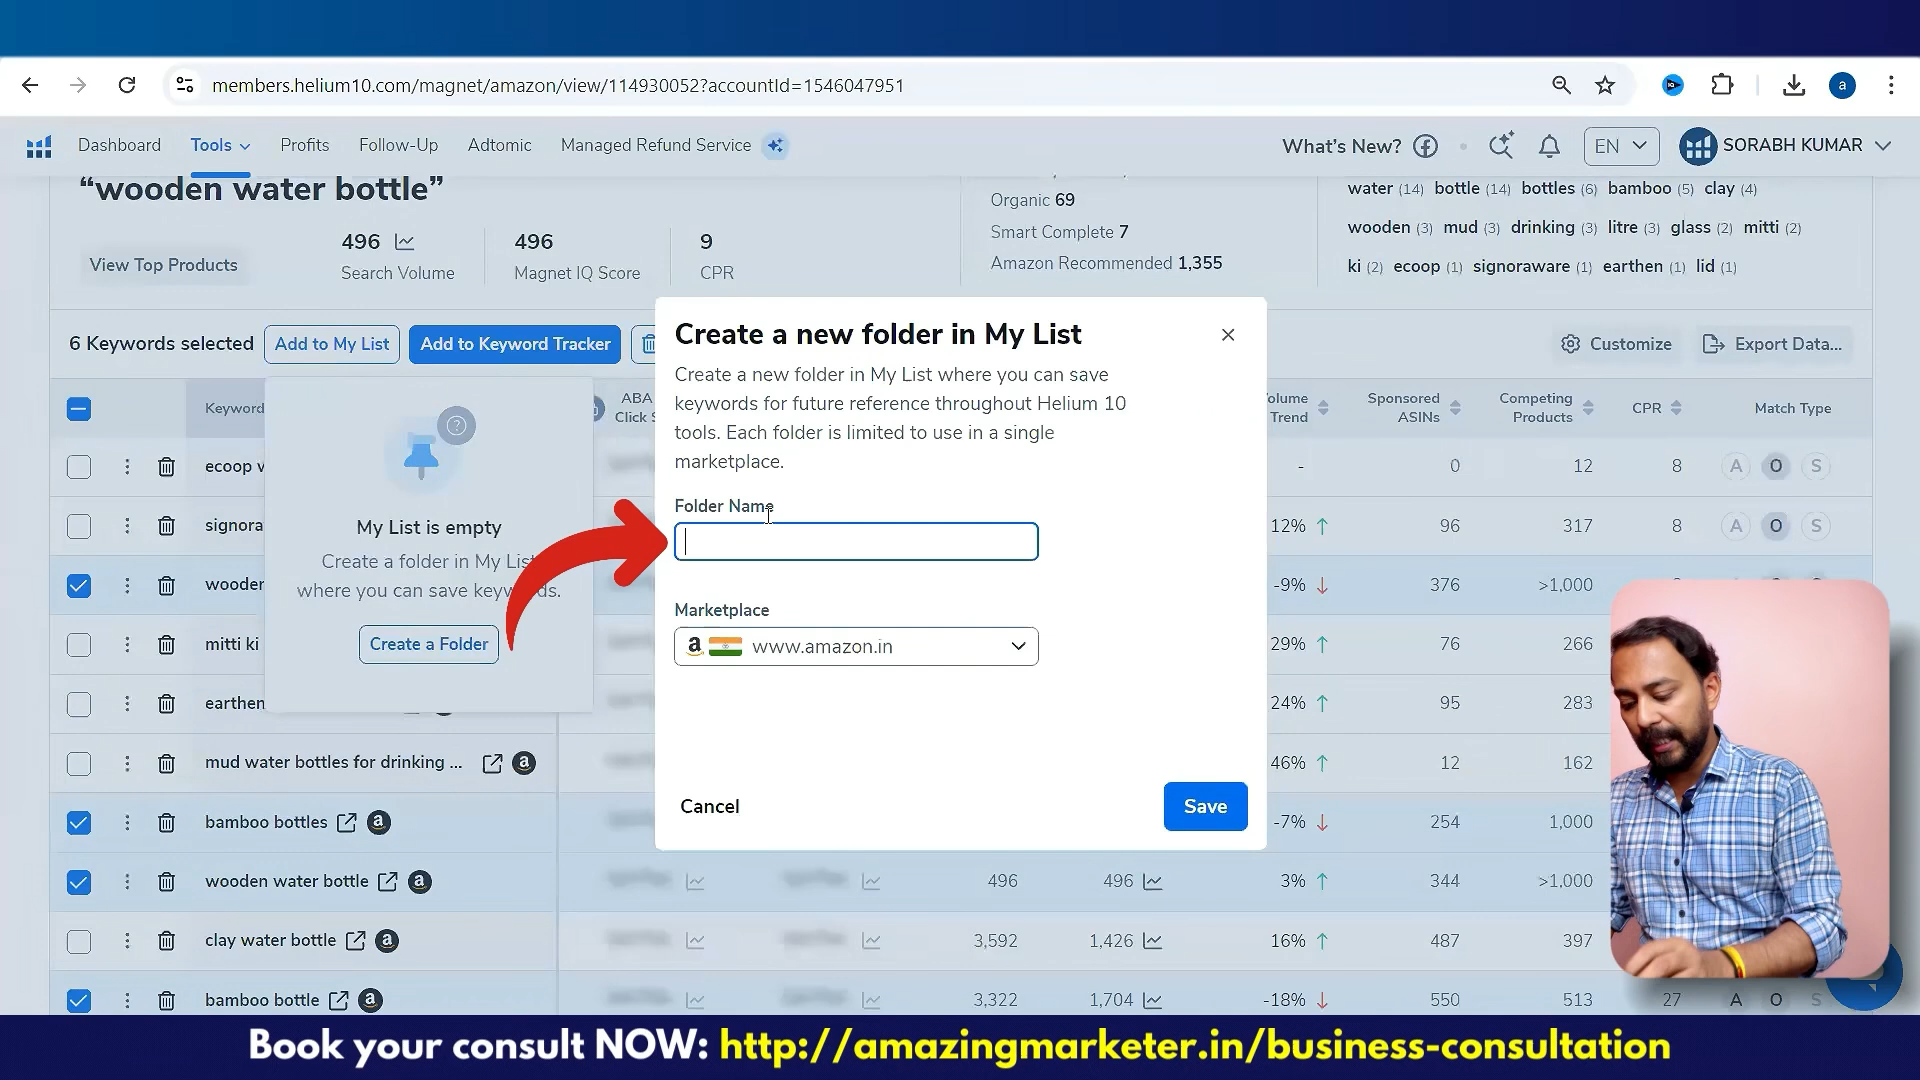 members.helium10.com/magnet/amazon/view/114930052?accountId=1546047951
a
Dashboard Tools Profits Follow-Up Adtomic Managed Refund Service
What's New? EN SORABH KUMAR
“wooden water bottle”
View Top Products
496
Search Volume
496
Magnet IQ Score
9
CPR
Organic 69
Smart Complete 7
Amazon Recommended 1,355
water (14) bottle (14) bottles (6) bamboo (5) clay (4)
wooden (3) mud (3) drinking (3) litre (3) glass (2) mitti (2)
ki (2) ecoop (1) signoraware (1) earthen (1) lid (1)
6 Keywords selected Add to My List Add to Keyword Tracker
Customize Export Data...
Keyword
ABA
Click
Trend
Sponsored ASINs
Competing Products
CPR
Match Type
ecoop - 0 12 8 A O S
12% 96 317 8 A O S
wooden -9% 376 >1,000
mitti ki 29% 76 266
earthen 24% 95 283
mud water bottles for drinking ... 46% 12 162
bamboo bottles -7% 254 1,000
wooden water bottle 496 496 3% 344 >1,000
clay water bottle 3,592 1,426 16% 487 397
bamboo bottle 3,322 1,704 -18% 550 513 27 A O S
My List is empty
Create a folder in My List
where you can save keywords.
Create a Folder
Create a new folder in My List
Create a new folder in My List where you can save
keywords for future reference throughout Helium 10
tools. Each folder is limited to use in a single
marketplace.
Folder Name
Marketplace
www.amazon.in
Cancel Save
Book your consult NOW: http://amazingmarketer.in/business-consultation